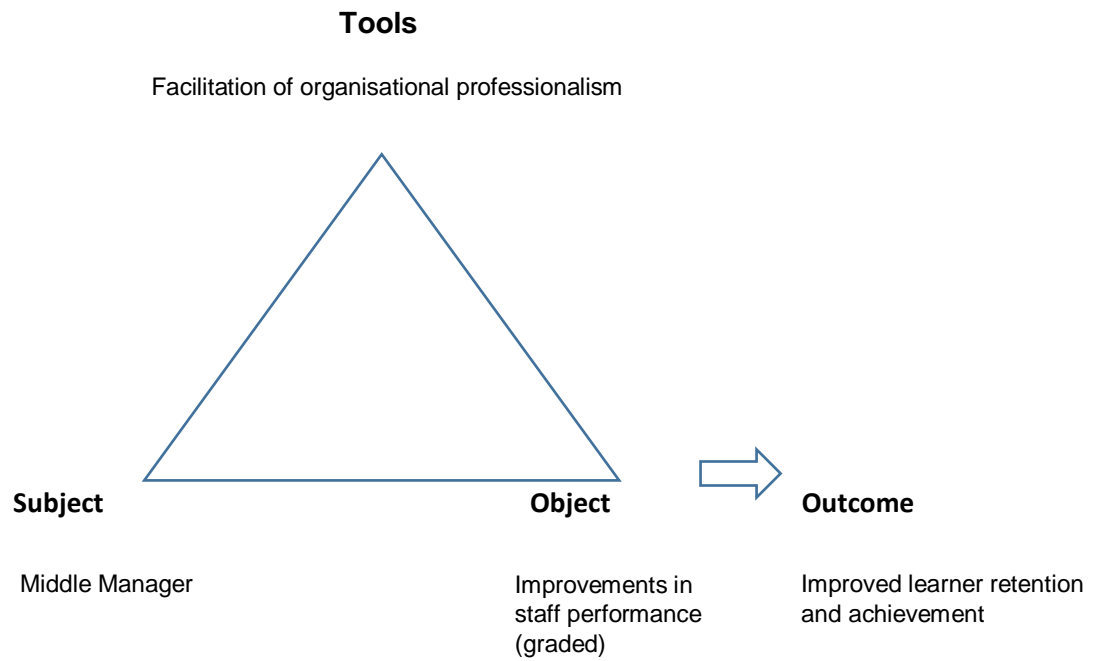 Tools
Facilitation of organisational professionalism
Subject
Object
Outcome
Middle Manager
Improvements in
staff performance
(graded)
Improved learner retention
and achievement